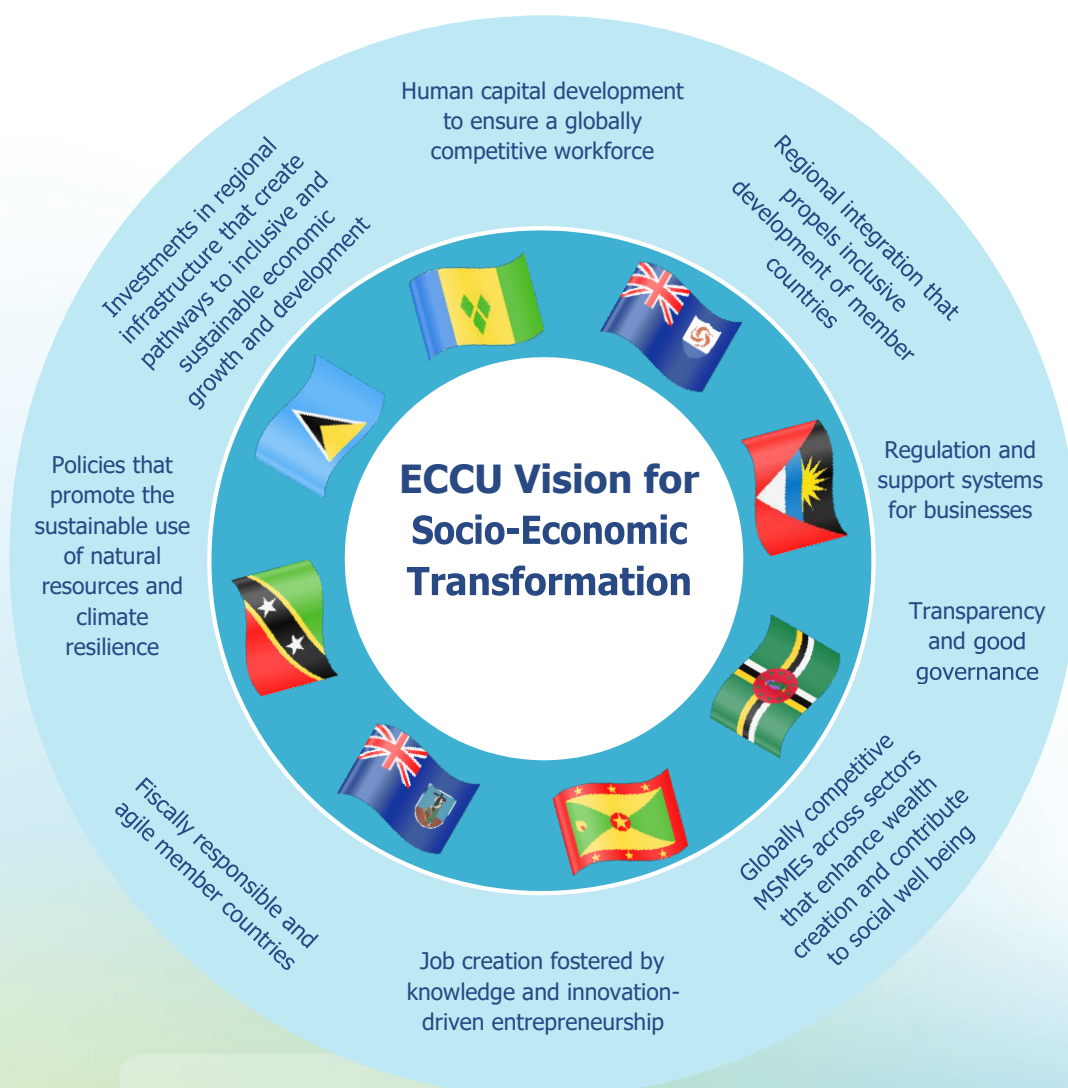 Human capital development
to ensure a globally
competitive workforce
Regional integration that
propels inclusive
development of member
countries
Regulation and
support systems
for businesses
Transparency
and good
governance
Globally competitive
MSMEs across sectors
that enhance wealth
creation and contribute
to social well being
Job creation fostered by
knowledge and innovation-
driven entrepreneurship
Fiscally responsible and
agile member countries
Policies that
promote the
sustainable use
of natural
resources and
climate
resilience
Investments in regional
infrastructure that create
pathways to inclusive and
sustainable economic
growth and development
ECCU Vision for
Socio-Economic
Transformation